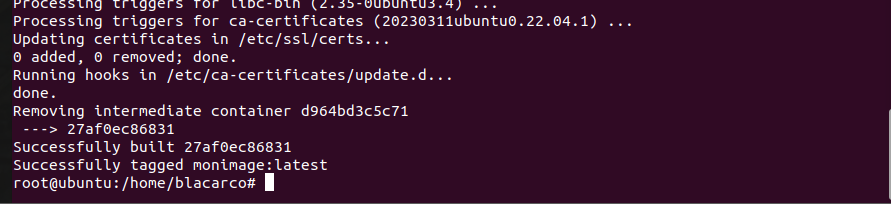 Processing triggers for libc-bin (2.35-0ubuntu3.4) ...
Processing triggers for ca-certificates (20230311ubuntu0.22.04.1) ...
Updating certificates in /etc/ssl/certs...
0 added, 0 removed; done.
Running hooks in /etc/ca-certificates/update.d...
done.
Removing intermediate container d964bd3c5c71
 ---> 27af0ec86831
Successfully built 27af0ec86831
Successfully tagged monimage:latest
root@ubuntu:/home/blacarco#